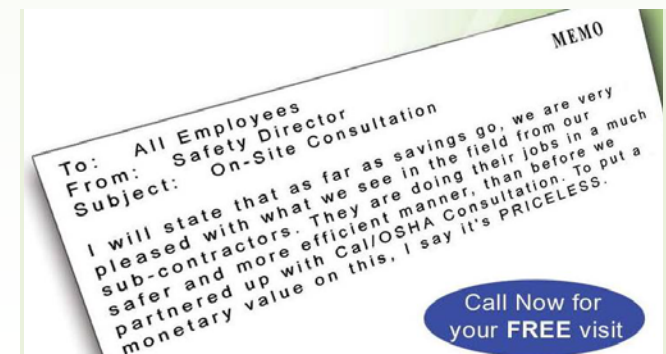 MEMO
To: All Employees
From: Safety Director
Subject: On-Site Consultation
I will state that as far as savings go, we are very
pleased with what we see in the field from our
sub-contractors. They are doing their jobs in a much
safer and more efficient manner, than before we
partnered up with Cal/OSHA Consultation. To put a
monetary value on this, I say it's PRICELESS.
Call Now for
your FREE visit